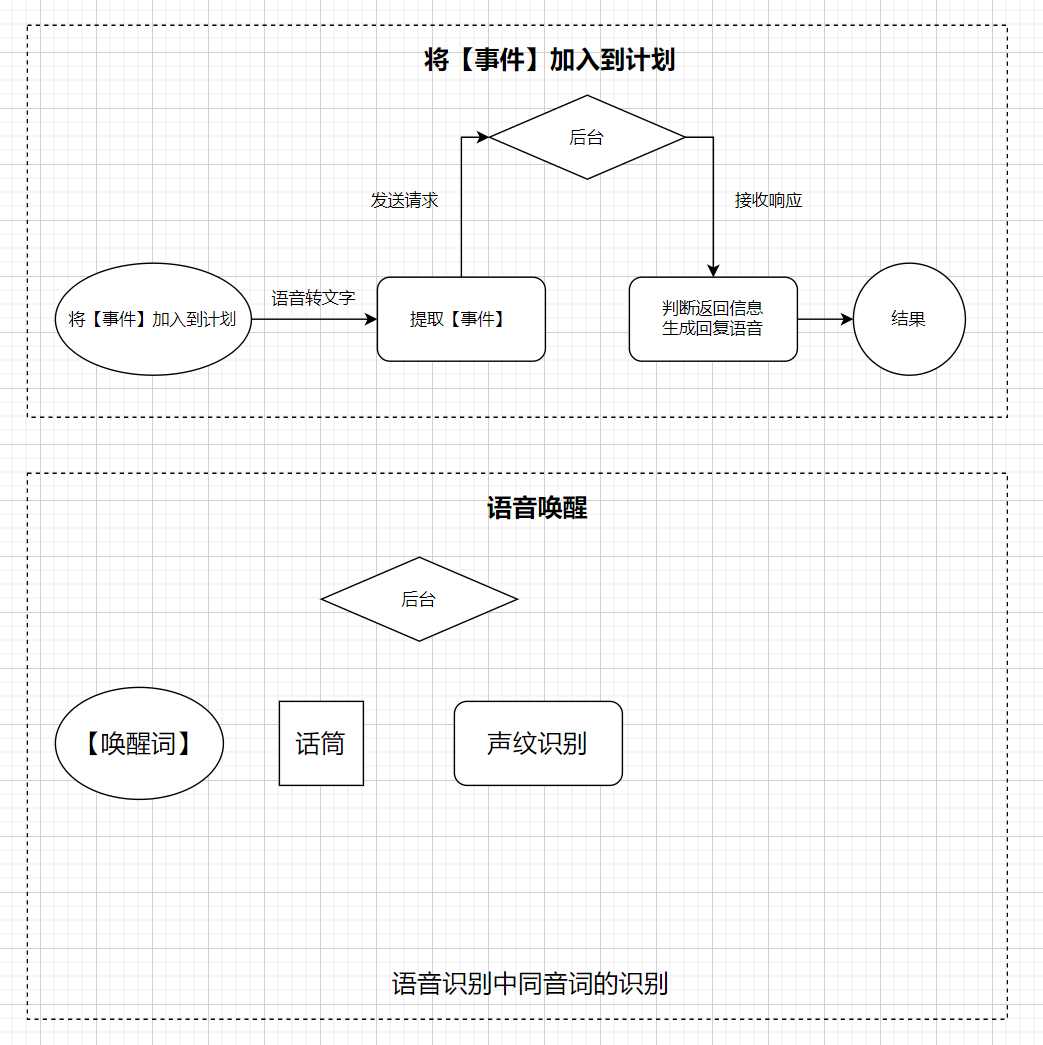 将【事件】加入到计划
后台
发送请求
接收响应
语音转文字
将【事件】加入到计划
提取【事件】
判断返回信息
生成回复语音
结果
语音唤醒
后台
【唤醒词】
话筒
声纹识别
语音识别中同音词的识别